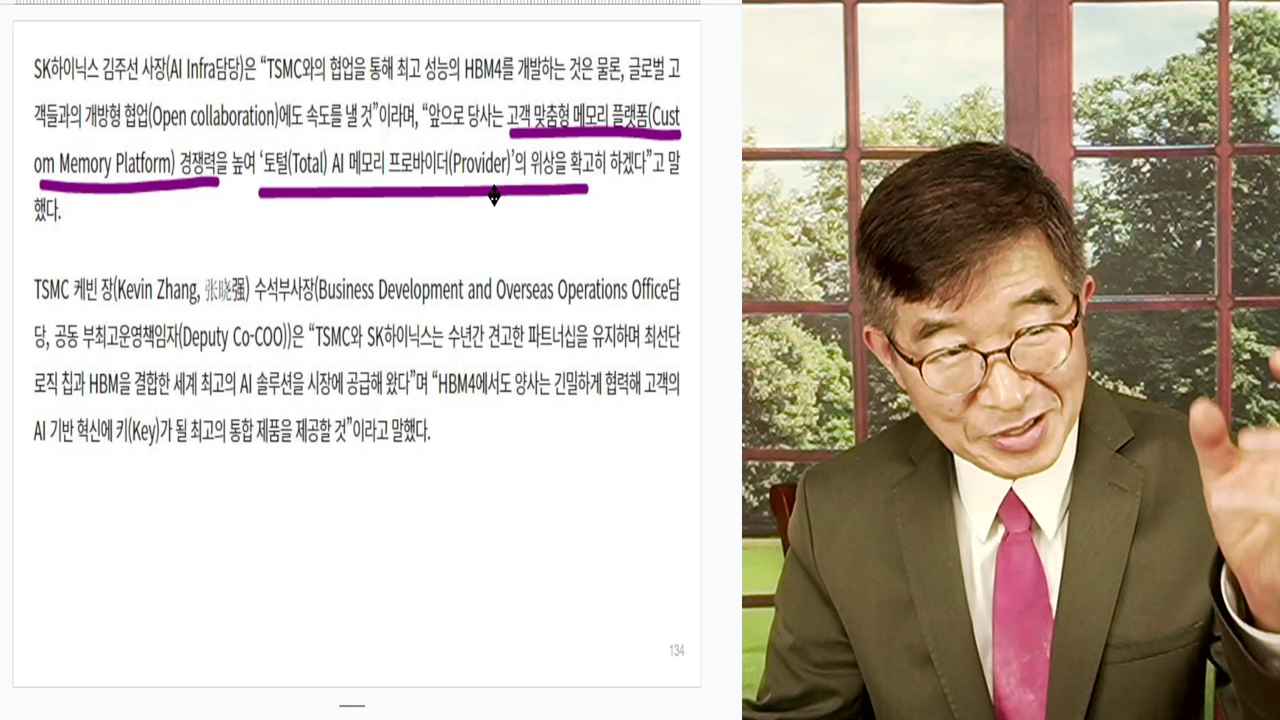 SK하이닉스 김주선 사장(AI Infra담당)은 “TSMC와의 협업을 통해 최고 성능의 HBM4를 개발하는 것은 물론, 글로벌 고
객들과의 개방형 협업(Open collaboration)에도 속도를 낼 것”이라며, “앞으로 당사는 고객 맞춤형 메모리 플랫폼(Cust
om Memory Platform) 경쟁력을 높여 ‘토털(Total) AI 메모리 프로바이더(Provider)’의 위상을 확고히 하겠다”고 말
했다.
TSMC 케빈 장(Kevin Zhang, 张晓强) 수석부사장(Business Development and Overseas Operations Office담
당, 공동 부최고운영책임자(Deputy Co-COO))은 “TSMC와 SK하이닉스는 수년간 견고한 파트너십을 유지하며 최선단
로직 칩과 HBM을 결합한 세계 최고의 AI 솔루션을 시장에 공급해 왔다”며 “HBM4에서도 양사는 긴밀하게 협력해 고객의
AI 기반 혁신에 키(Key)가 될 최고의 통합 제품을 제공할 것”이라고 말했다.
134